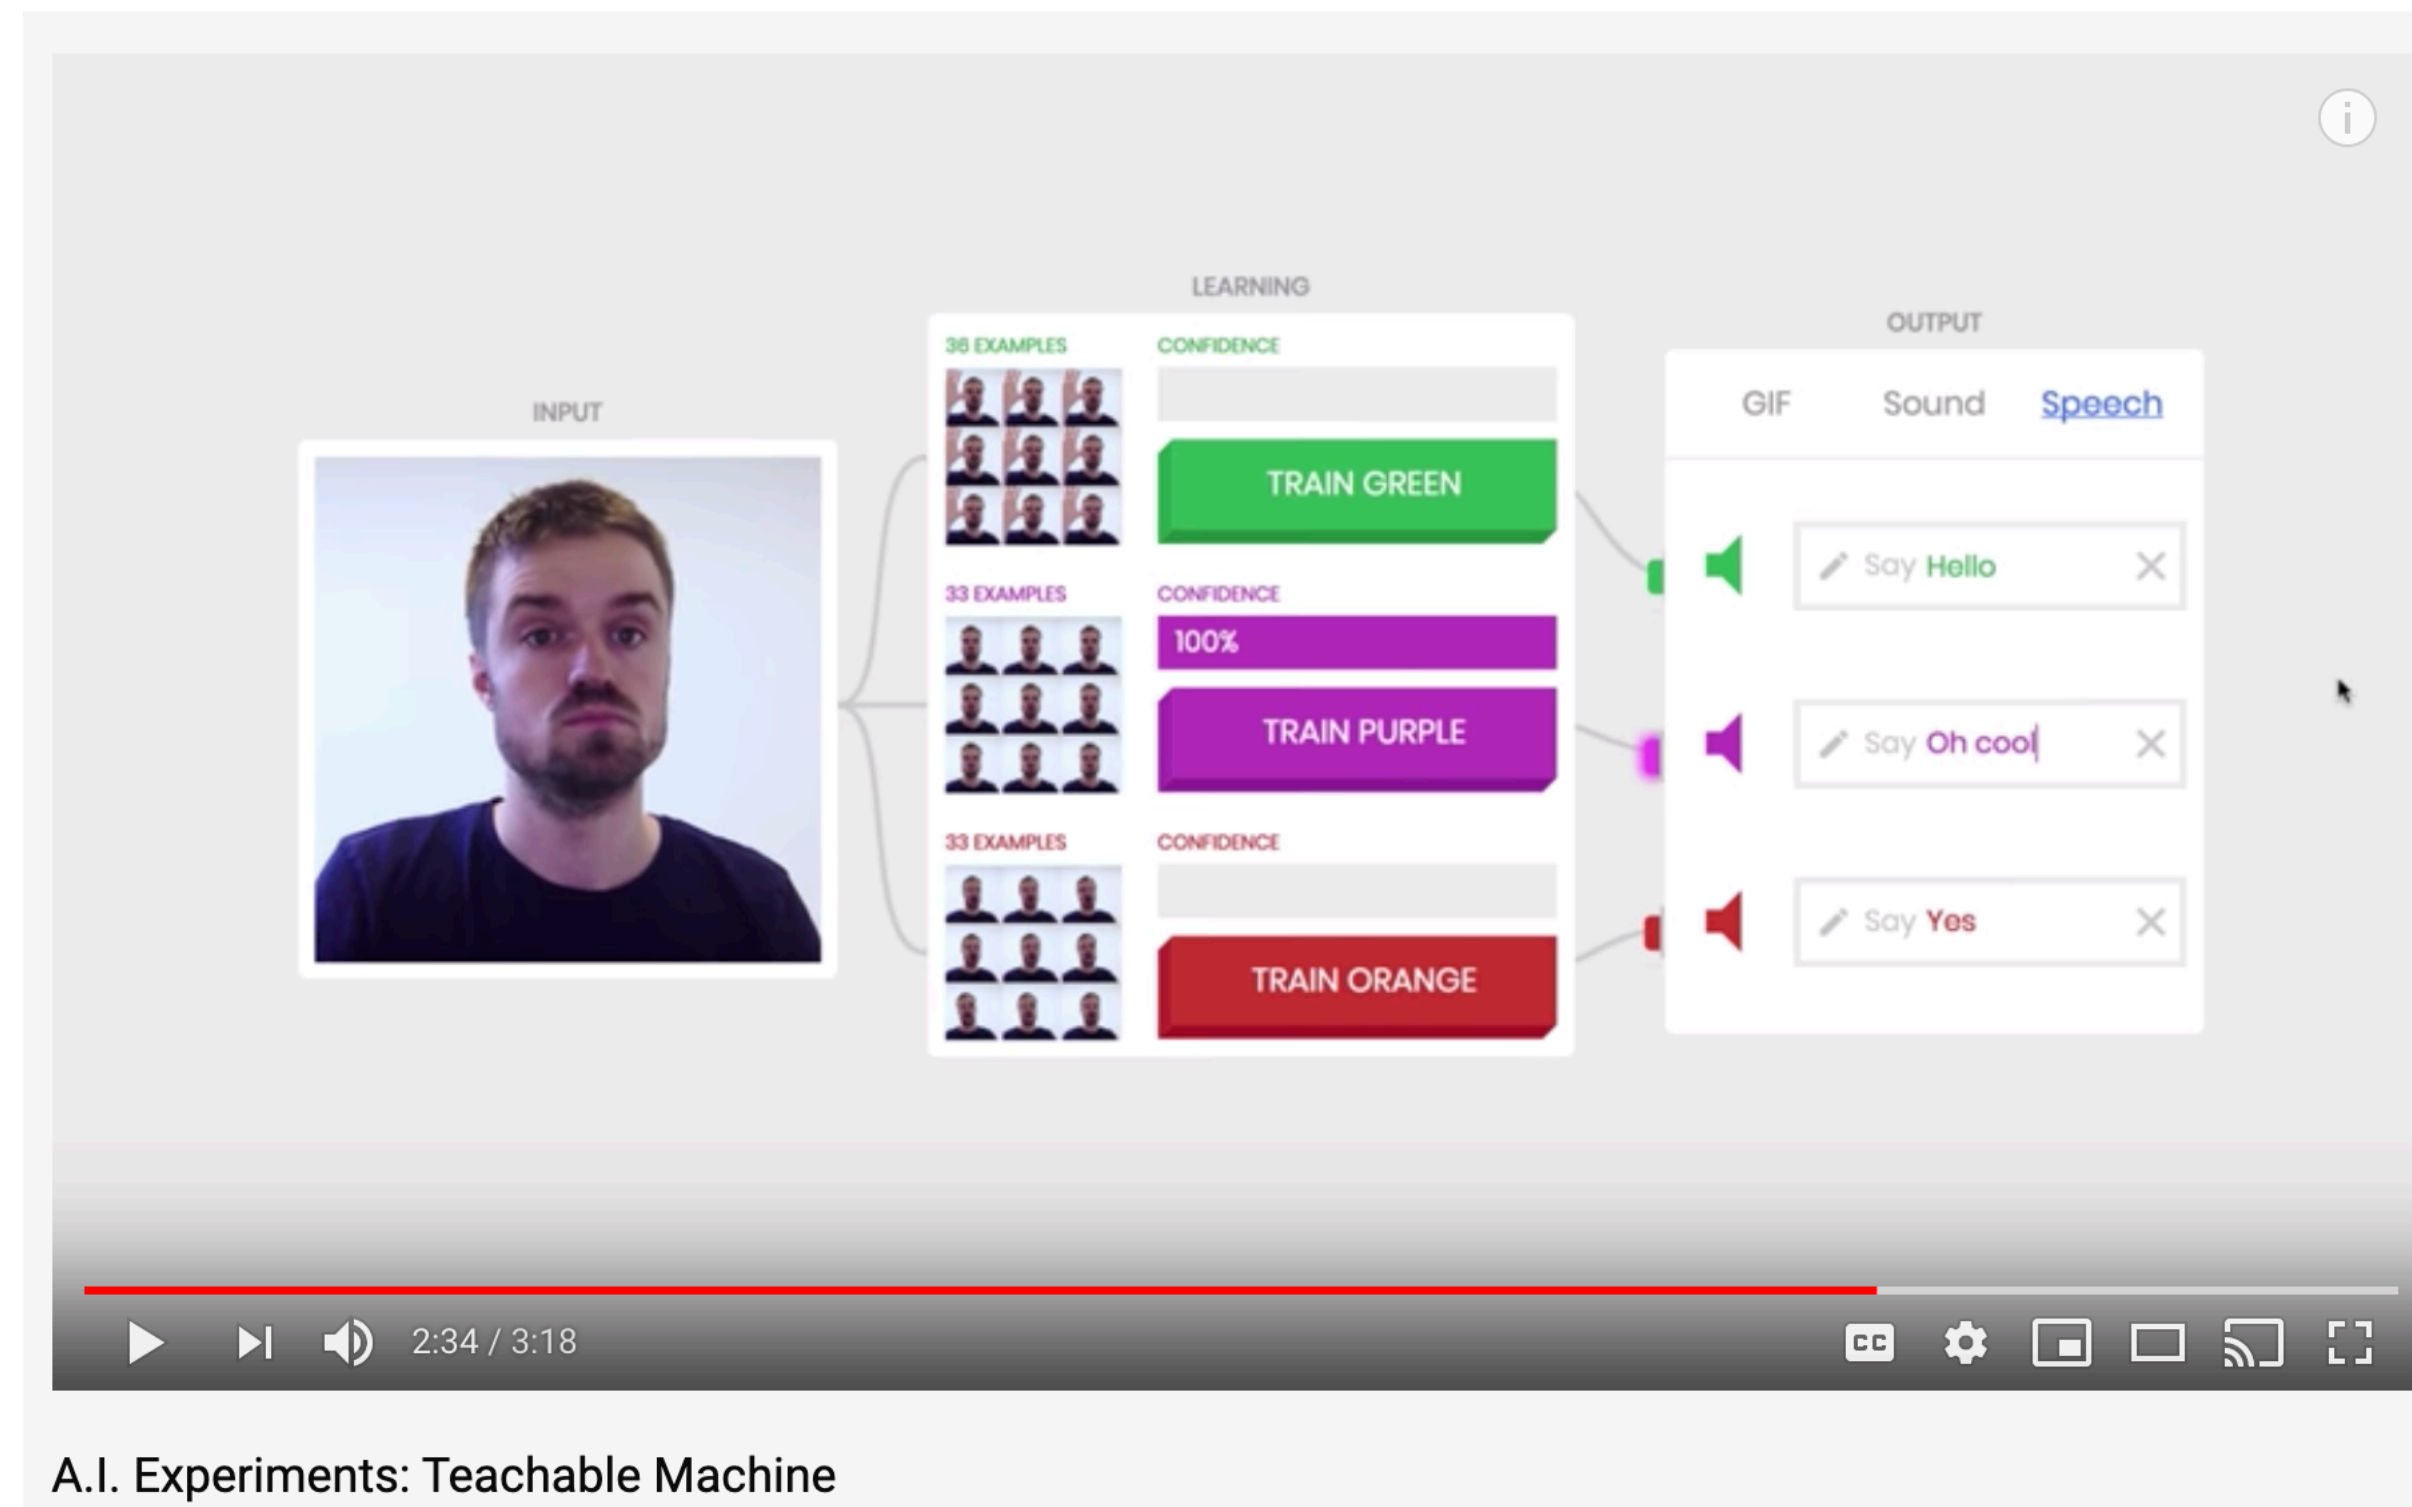 INPUT
LEARNING
36 EXAMPLES
CONFIDENCE
TRAIN GREEN
33 EXAMPLES
CONFIDENCE
100%
TRAIN PURPLE
33 EXAMPLES
CONFIDENCE
TRAIN ORANGE
OUTPUT
GIF Sound Speech
Say Hello
Say Oh cool
Say Yes
2:34 / 3:18
CC
A.I. Experiments: Teachable Machine